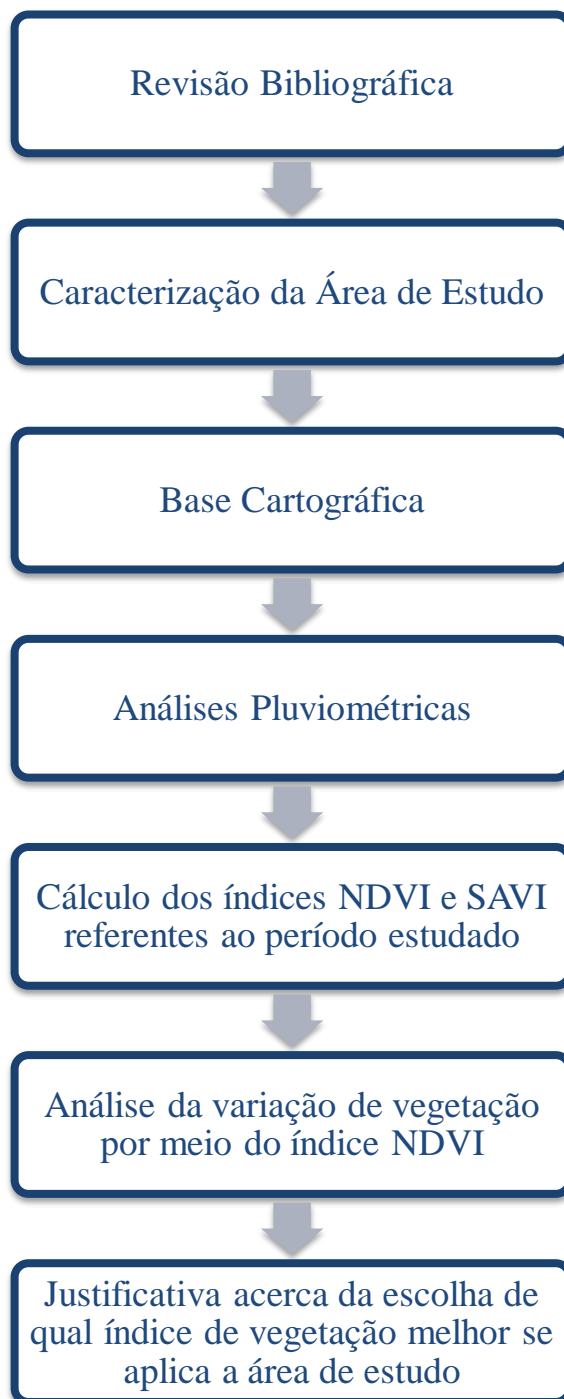 Revisão Bibliográfica
Caracterização da Área de Estudo
Base Cartográfica
Análises Pluviométricas
Cálculo dos índices NDVI e SAVI
referentes ao período estudado
Análise da variação de vegetação
por meio do índice NDVI
Justificativa acerca da escolha de
qual índice de vegetação melhor se
aplica a área de estudo